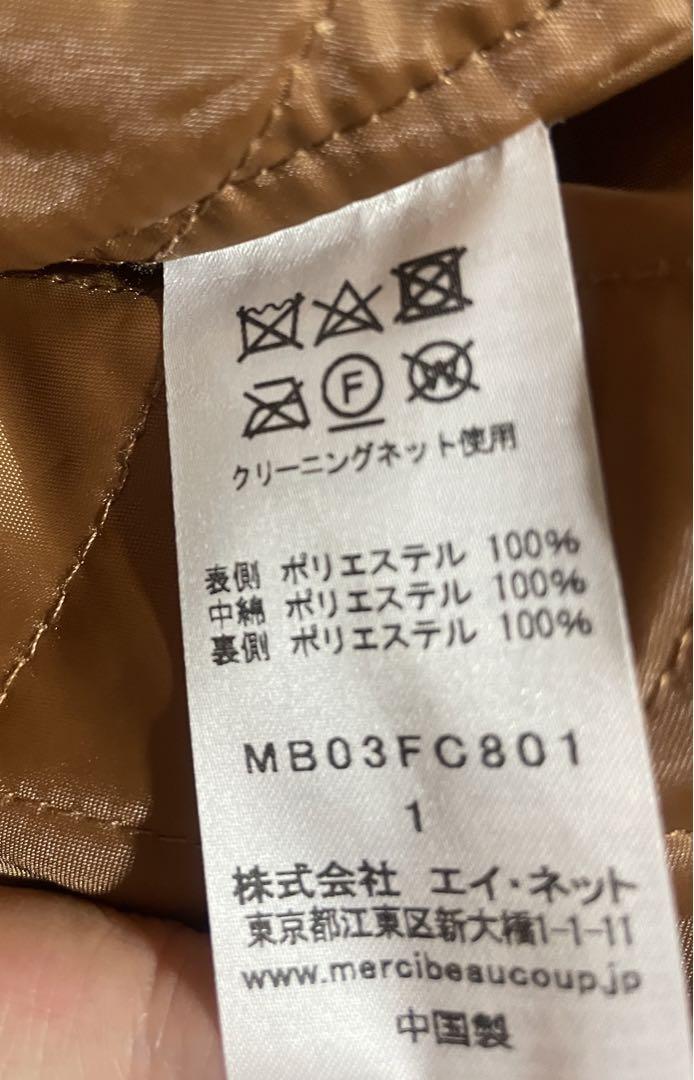 F W
クリーニングネット使用
表側 ポリエステル 100%
中綿 ポリエステル 100%
裏側 ポリエステル 100%
MB03FC801
1
株式会社 エイ・ネット
東京都江東区新大橋1-1-11
www.mercibeaucoup.jp
中国製